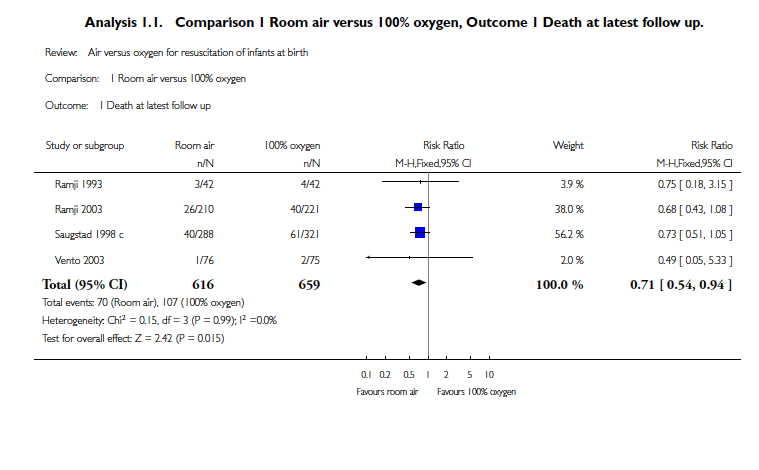 Analysis 1.1. Comparison 1 Room air versus 100% oxygen, Outcome 1 Death at latest follow up.
Review: Air versus oxygen for resuscitation of infants at birth
Comparison: 1 Room air versus 100% oxygen
Outcome: 1 Death at latest follow up
Study or subgroup Room air 100% oxygen Risk Ratio Weight Risk Ratio
n/N n/N M-H,Fixed,95% CI M-H,Fixed,95% CI
Ramji 1993 3/42 4/42 3.9 % 0.75 [ 0.18, 3.15 ]
Ramji 2003 26/210 40/221 38.0 % 0.68 [ 0.43, 1.08 ]
Saugstad 1998 c 40/288 61/321 56.2 % 0.73 [ 0.51, 1.05 ]
Vento 2003 1/76 2/75 2.0 % 0.49 [ 0.05, 5.33 ]
Total (95% CI) 616 659 100.0 % 0.71 [ 0.54, 0.94 ]
Total events: 70 (Room air), 107 (100% oxygen)
Heterogeneity: Chi² = 0.15, df = 3 (P = 0.99); I² =0.0%
Test for overall effect: Z = 2.42 (P = 0.015)
0.1 0.2 0.5 1 2 5 10
Favours room air Favours 100% oxygen